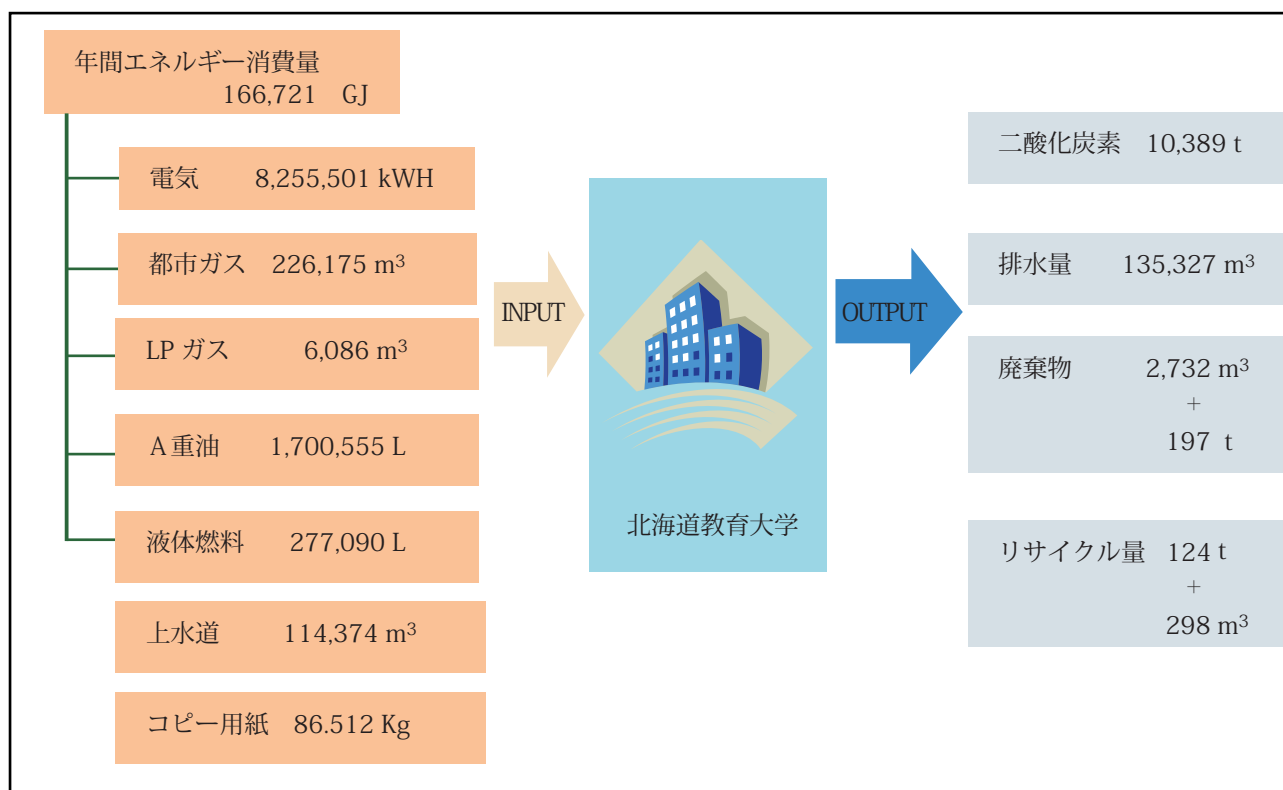 年間エネルギー消費量
166,721 GJ
電気 8,255,501 kWH
都市ガス 226,175 m³
LP ガス 6,086 m³
A重油 1,700,555 L
液体燃料 277,090 L
上水道 114,374 m³
コピー用紙 86.512 Kg
INPUT
北海道教育大学
OUTPUT
二酸化炭素 10,389 t
排水量 135,327 m³
廃棄物 2,732 m³
+
197 t
リサイクル量 124 t
+
298 m³